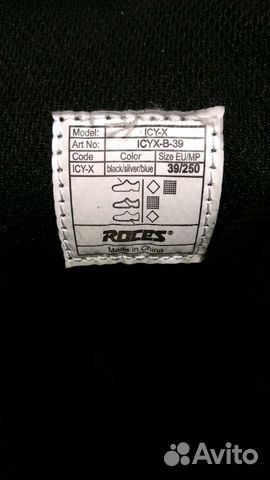 Model: ICY-X
Art No: ICYX-B-39
Code Color Size EU/MP
ICY-X black/silver/blue 39/250
ROCES®
Made in China
Avito